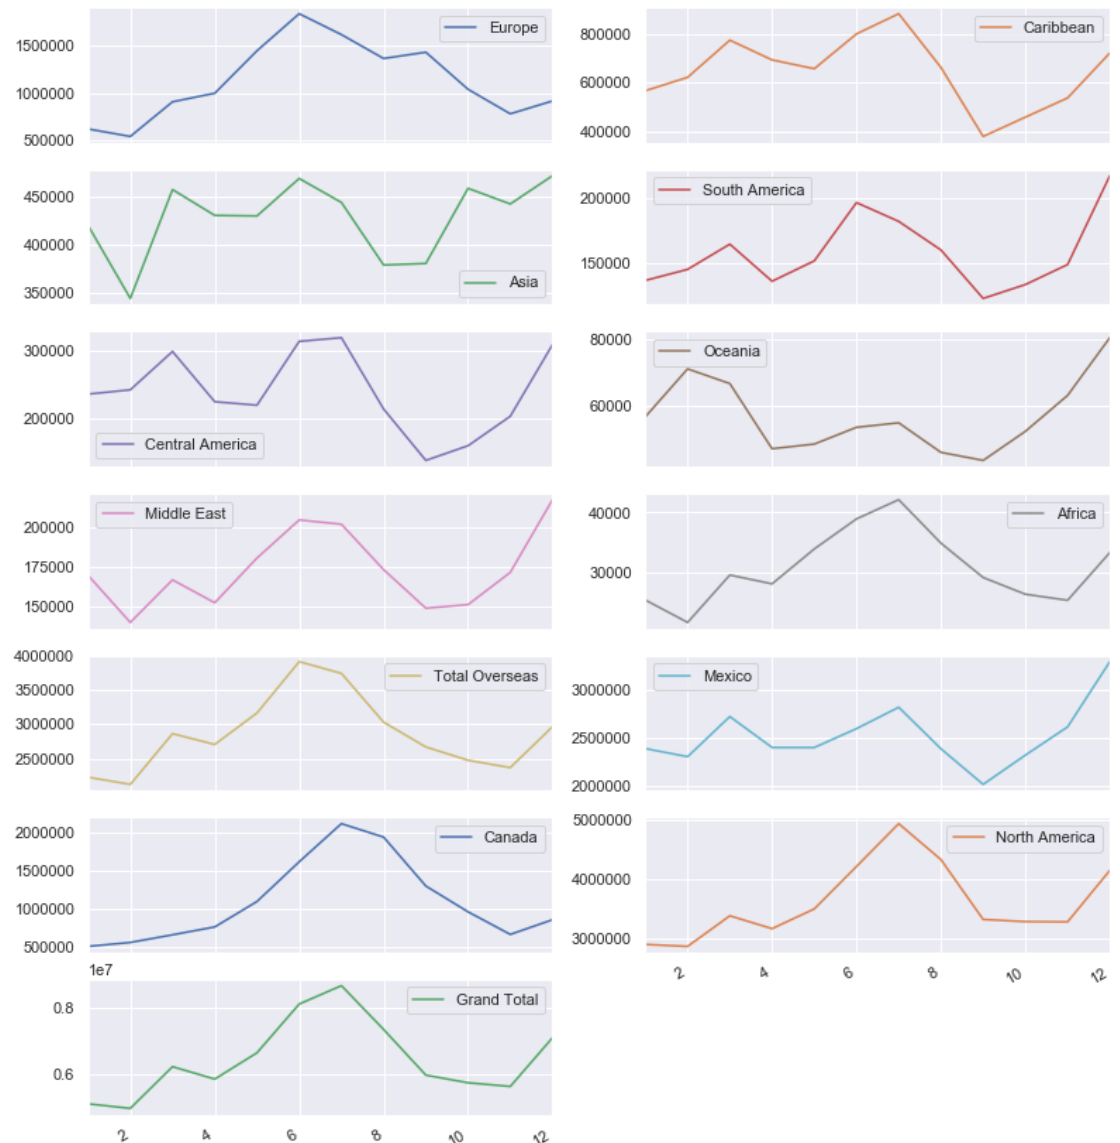 Europe
1500000
1000000
500000
Caribbean
800000
600000
400000
Asia
450000
400000
350000
South America
200000
150000
Central America
300000
200000
Oceania
80000
60000
Middle East
200000
175000
150000
Africa
40000
30000
Total Overseas
4000000
3500000
3000000
2500000
Mexico
3000000
2500000
2000000
Canada
2000000
1500000
1000000
500000
North America
5000000
4000000
3000000
2 4 6 8 10 12
1e7
Grand Total
0.8
0.6
2 4 6 8 10 12